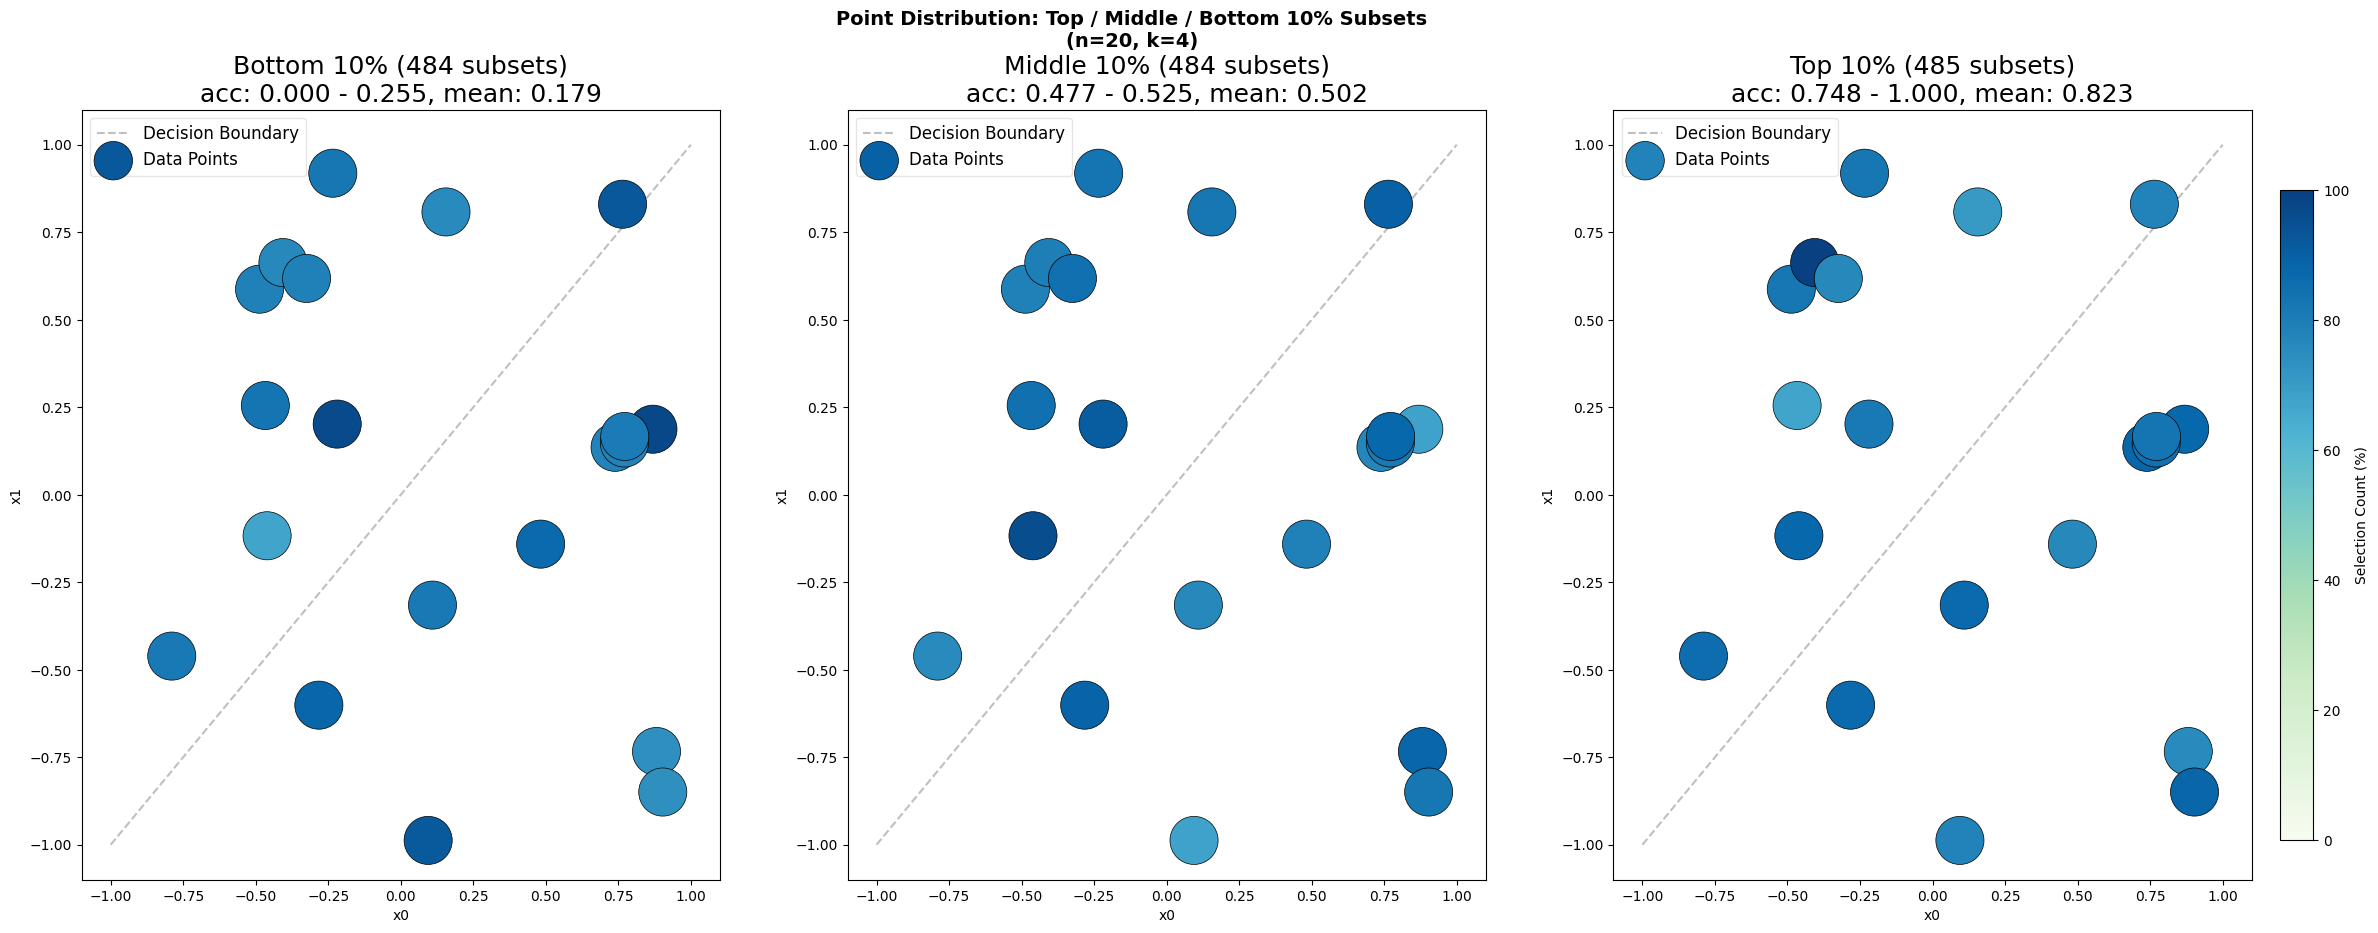 Point Distribution: Top / Middle / Bottom 10% Subsets
(n=20, k=4)
Bottom 10% (484 subsets)
acc: 0.000 - 0.255, mean: 0.179
Decision Boundary
Data Points
1.00
0.75
0.50
0.25
0.00
−0.25
−0.50
−0.75
−1.00
x1
−1.00 −0.75 −0.50 −0.25 0.00 0.25 0.50 0.75 1.00
x0
Middle 10% (484 subsets)
acc: 0.477 - 0.525, mean: 0.502
Decision Boundary
Data Points
1.00
0.75
0.50
0.25
0.00
−0.25
−0.50
−0.75
−1.00
x1
−1.00 −0.75 −0.50 −0.25 0.00 0.25 0.50 0.75 1.00
x0
Top 10% (485 subsets)
acc: 0.748 - 1.000, mean: 0.823
Decision Boundary
Data Points
1.00
0.75
0.50
0.25
0.00
−0.25
−0.50
−0.75
−1.00
x1
−1.00 −0.75 −0.50 −0.25 0.00 0.25 0.50 0.75 1.00
x0
100
80
60
40
20
0
Selection Count (%)